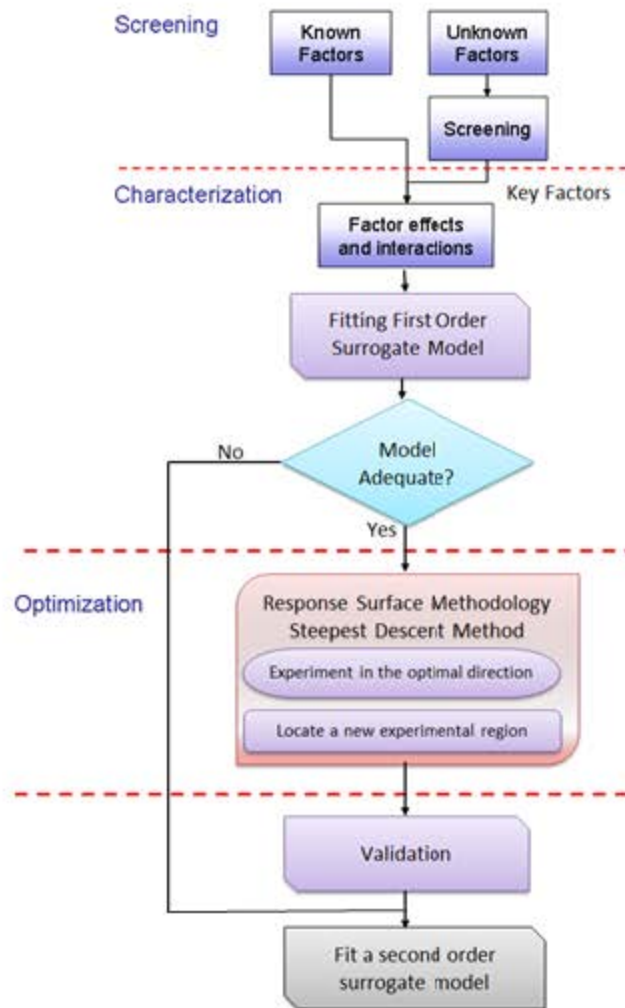 Screening
Known
Factors
Unknown
Factors
Screening
Characterization
Key Factors
Factor effects
and interactions
Fitting First Order
Surrogate Model
No
Model
Adequate?
Yes
Optimization
Response Surface Methodology
Steepest Descent Method
Experiment in the optimal direction
Locate a new experimental region
Validation
Fit a second order
surrogate model